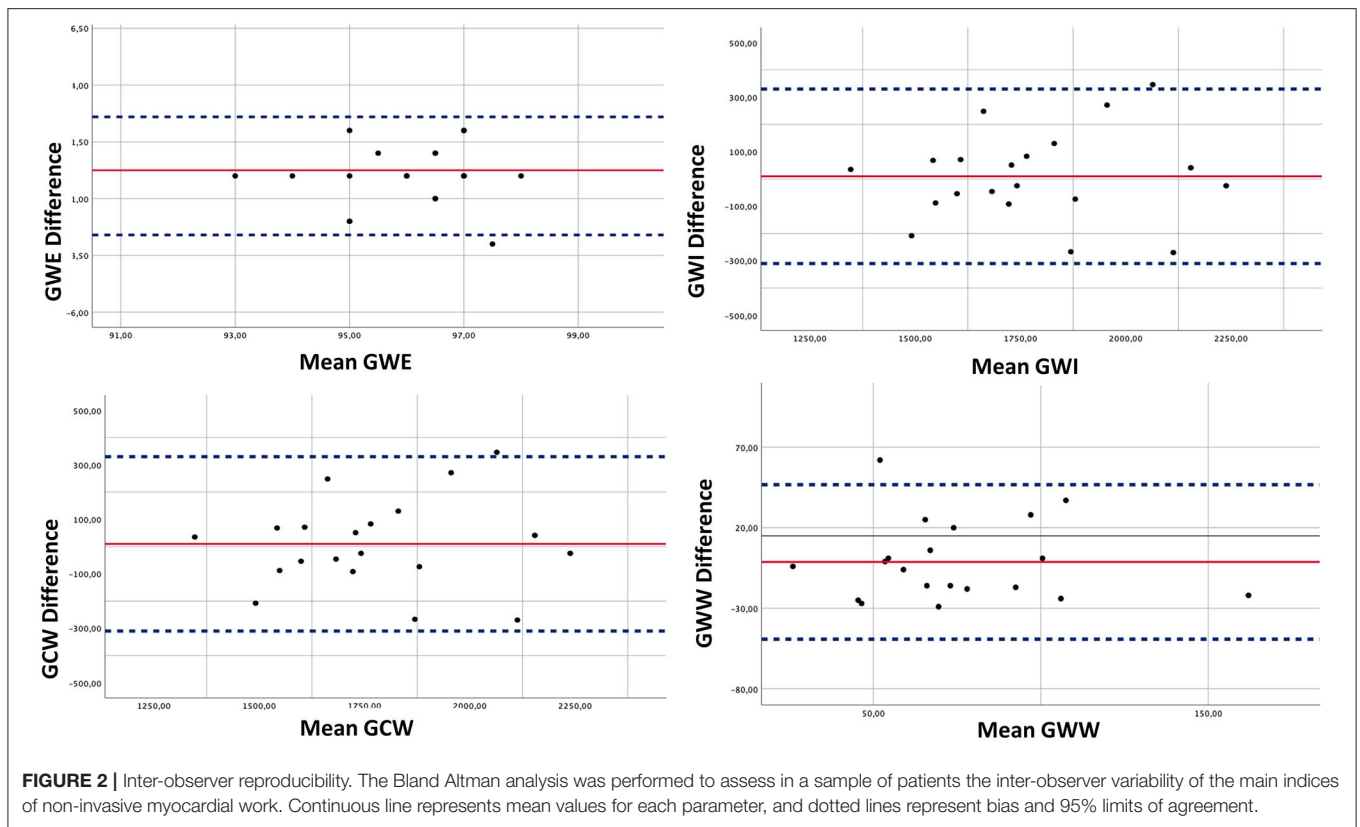 6,50
4,00
1,50
1,00
3,50
-6,00
GWE Difference
91,00 93,00 95,00 97,00 99,00
Mean GWE
500,00
300,00
100,00
-100,00
-300,00
-500,00
GWI Difference
1250,00 1500,00 1750,00 2000,00 2250,00
Mean GWI
500,00
300,00
100,00
-100,00
-300,00
-500,00
GCW Difference
1250,00 1500,00 1750,00 2000,00 2250,00
Mean GCW
70,00
20,00
-30,00
-80,00
GWW Difference
50,00 150,00
Mean GWW
FIGURE 2 | Inter-observer reproducibility. The Bland Altman analysis was performed to assess in a sample of patients the inter-observer variability of the main indices
of non-invasive myocardial work. Continuous line represents mean values for each parameter, and dotted lines represent bias and 95% limits of agreement.